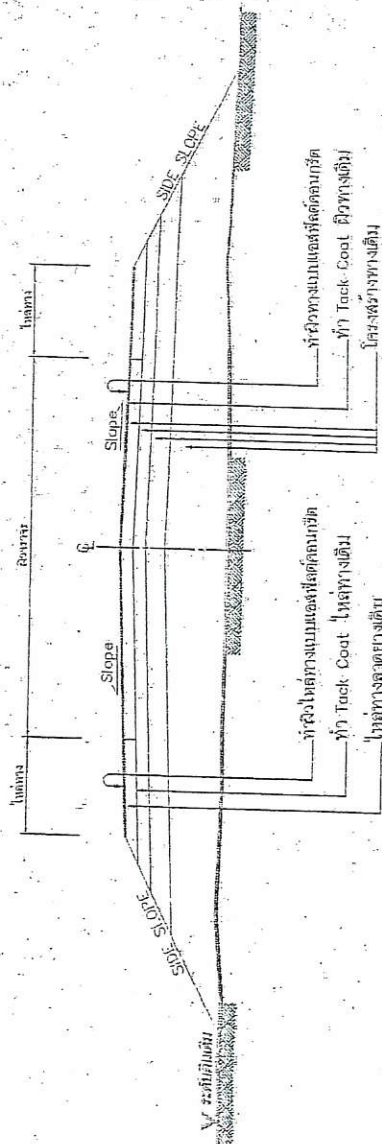 ไหล่ทาง
ผิวจราจร
ไหล่ทาง
Slope
Slope
SIDE SLOPE
SIDE SLOPE
ระดับดินเดิม
ทำผิวไหล่ทางแบบแอสฟัลต์คอนกรีต
ทำ Tack Coat ไหล่ทางเดิม
ไหล่ทางลาดยางเดิม
ทำผิวทางแบบแอสฟัลต์คอนกรีต
ทำ Tack Coat ผิวทางเดิม
โครงสร้างทางเดิม